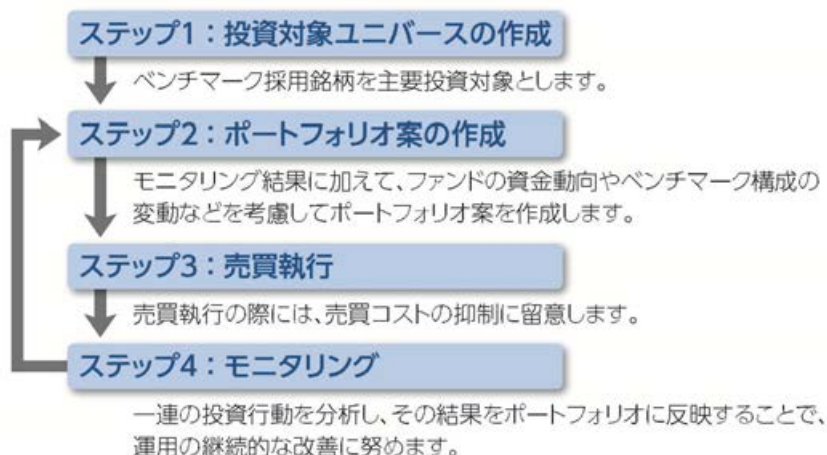 ステップ1：投資対象ユニバースの作成
ベンチマーク採用銘柄を主要投資対象とします。
ステップ2：ポートフォリオ案の作成
モニタリング結果に加えて、ファンドの資金動向やベンチマーク構成の
変動などを考慮してポートフォリオ案を作成します。
ステップ3：売買執行
売買執行の際には、売買コストの抑制に留意します。
ステップ4：モニタリング
一連の投資行動を分析し、その結果をポートフォリオに反映することで、
運用の継続的な改善に努めます。